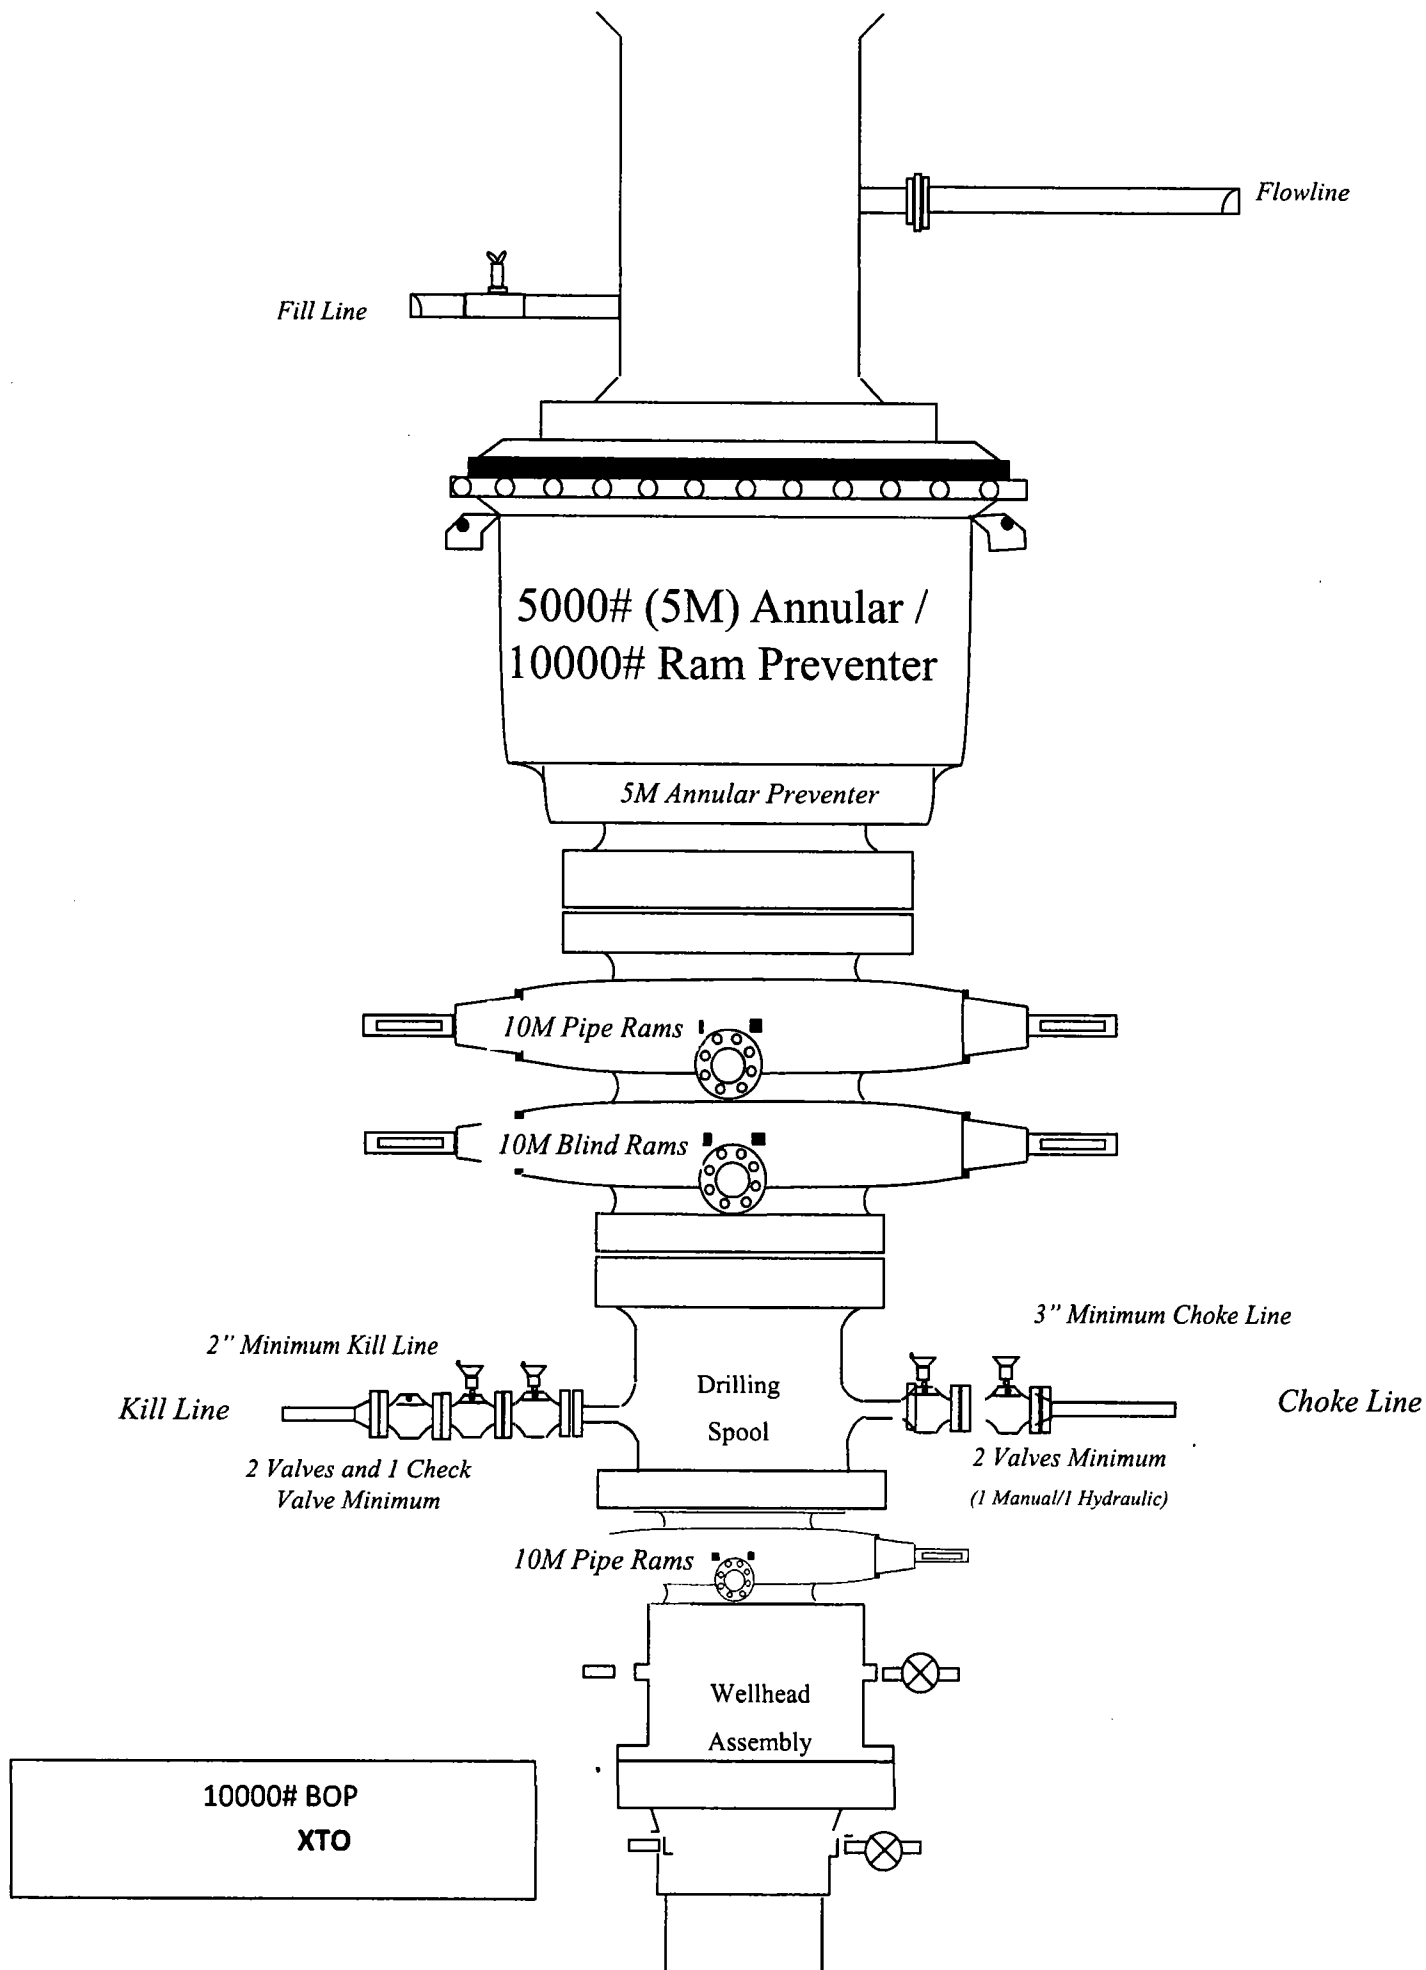 Flowline
Fill Line
5000# (5M) Annular /
10000# Ram Preventer
5M Annular Preventer
10M Pipe Rams
10M Blind Rams
3" Minimum Choke Line
2" Minimum Kill Line
Drilling
Spool
Kill Line
Choke Line
2 Valves and 1 Check
Valve Minimum
2 Valves Minimum
(1 Manual/1 Hydraulic)
10M Pipe Rams
Wellhead
Assembly
10000# BOP
XTO